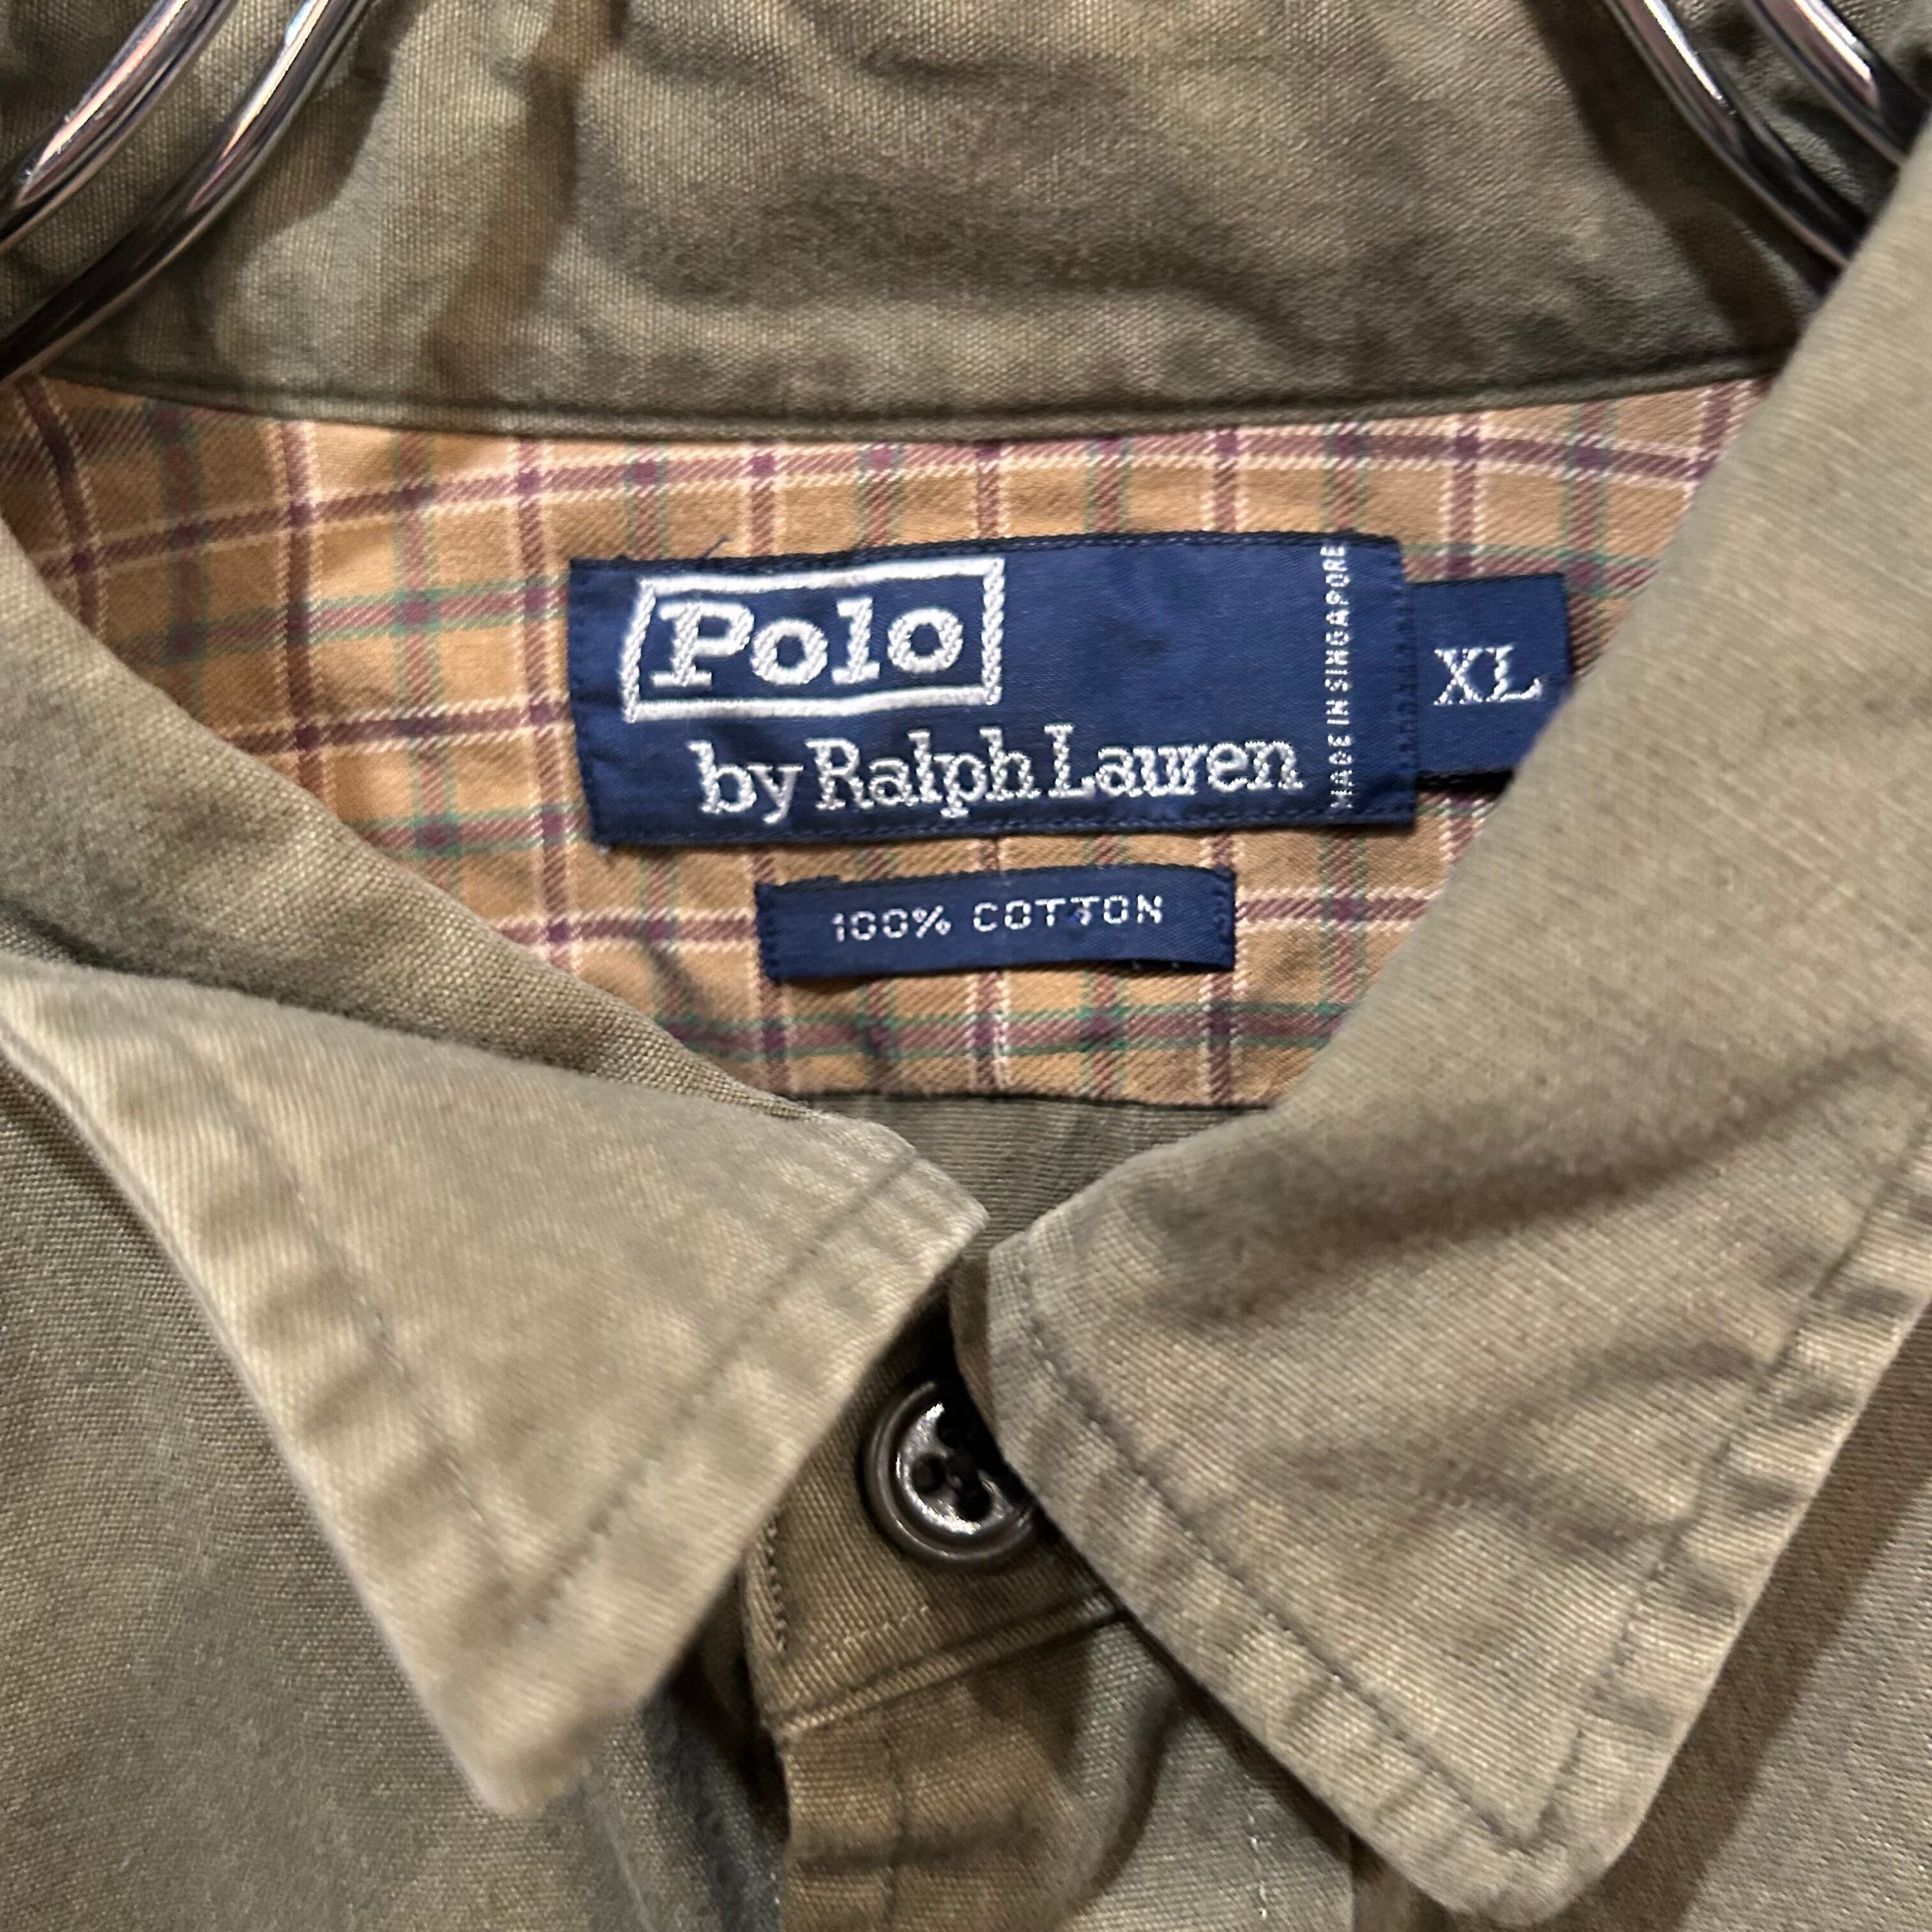 Polo
by Ralph Lauren
MADE IN SINGAPORE
XL
100% COTTON